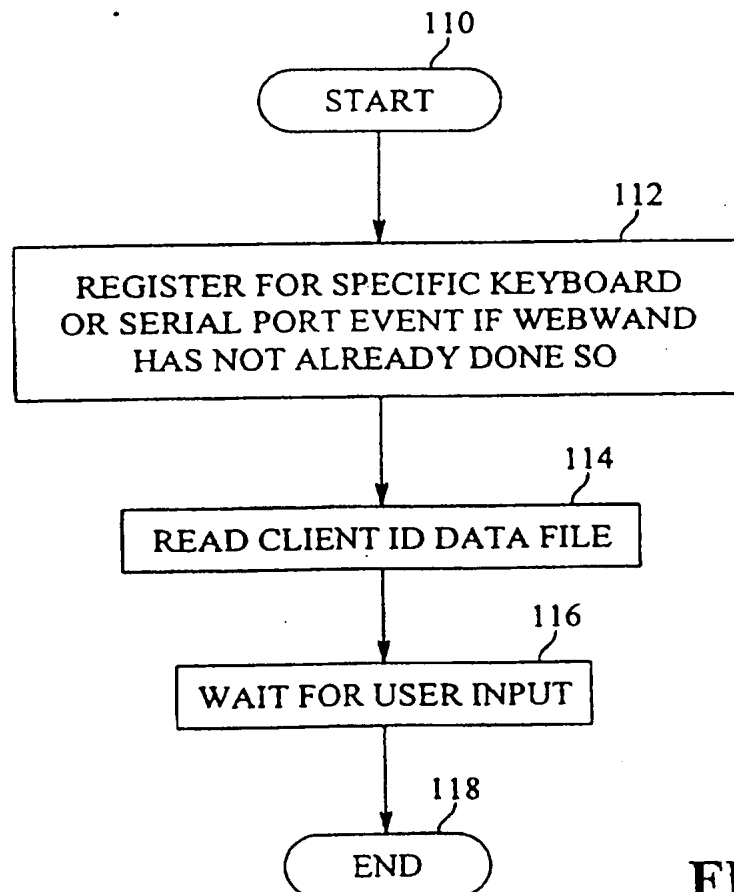 110
START
112
REGISTER FOR SPECIFIC KEYBOARD
OR SERIAL PORT EVENT IF WEBWAND
HAS NOT ALREADY DONE SO
114
READ CLIENT ID DATA FILE
116
WAIT FOR USER INPUT
118
END